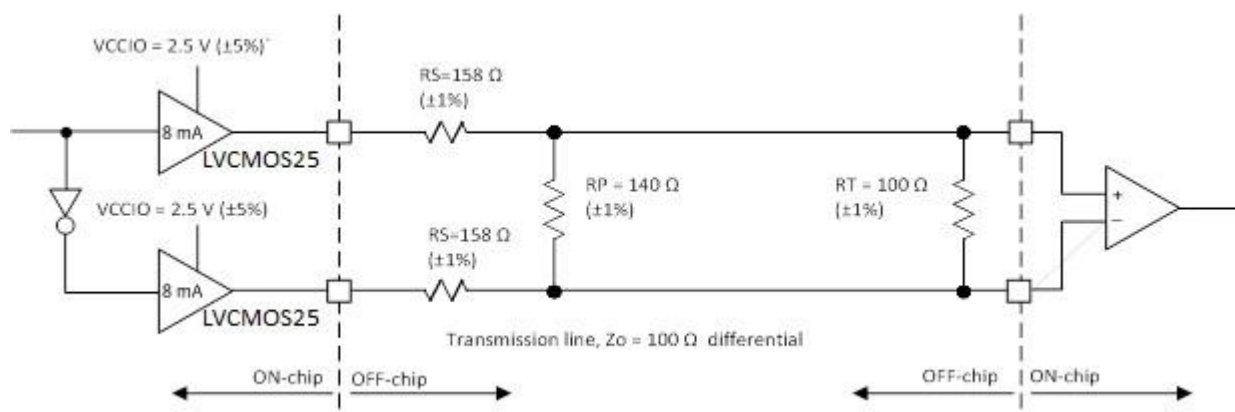 VCCIO = 2.5 V (±5%)`
RS=158 Ω
(±1%)
8 mA
LVCMOS25
RP = 140 Ω
(±1%)
RT = 100 Ω
(±1%)
+
−
VCCIO = 2.5 V (±5%)
RS=158 Ω
(±1%)
8 mA
LVCMOS25
Transmission line, Zo = 100 Ω differential
ON-chip
OFF-chip
OFF-chip
ON-chip